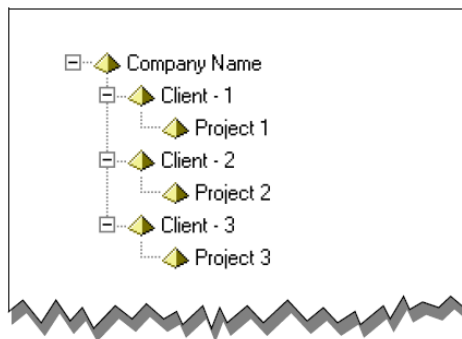 Company Name
Client - 1
Project 1
Client - 2
Project 2
Client - 3
Project 3